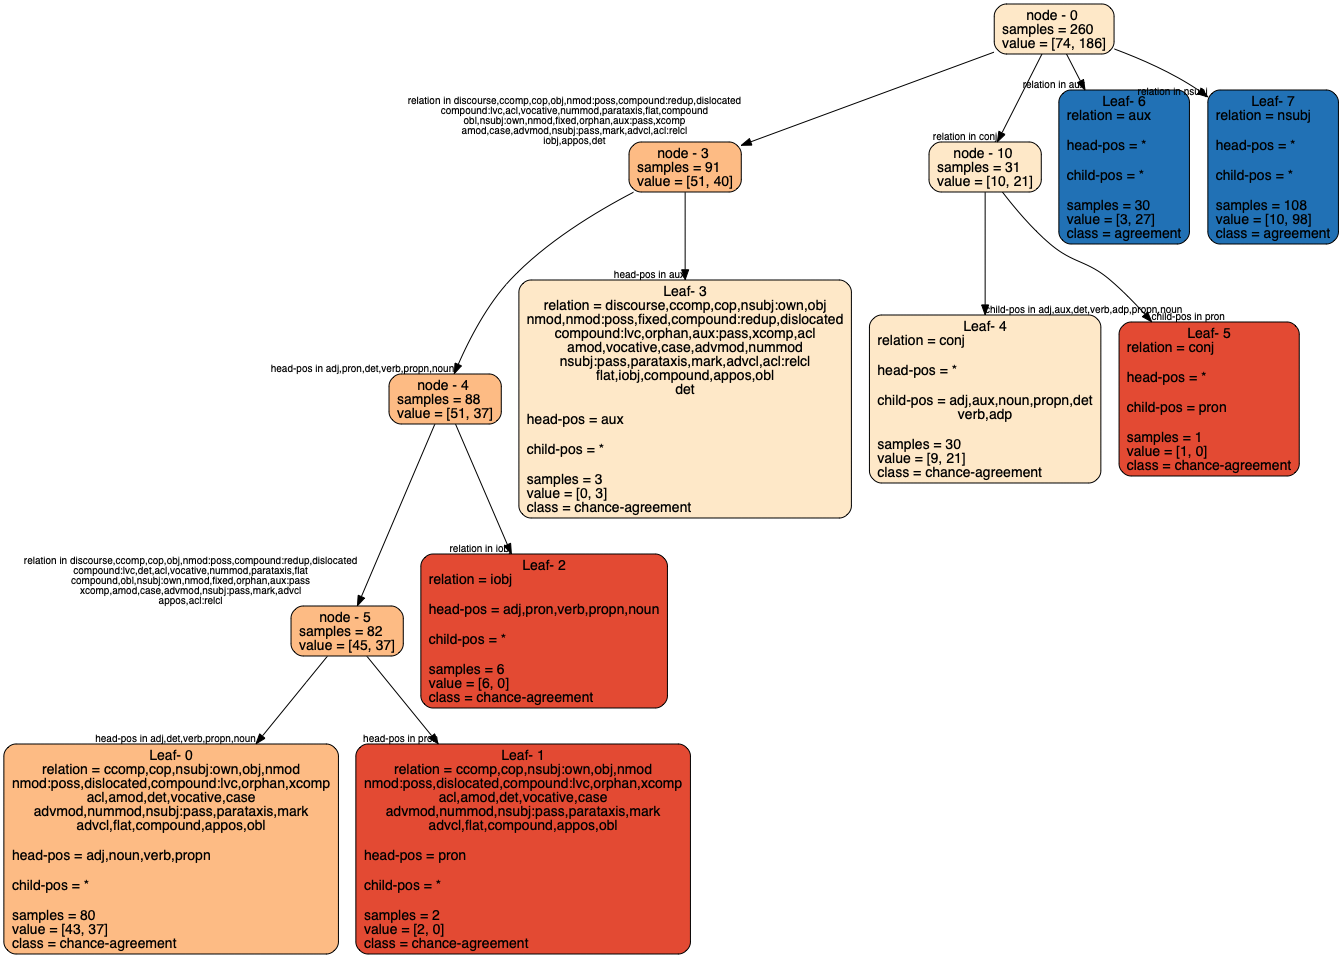 node - 0
samples = 260
value = [74, 186]
relation in discourse,ccomp,cop,obj,nmod:poss,compound:redup,dislocated
compound:lvc,acl,vocative,nummod,parataxis,flat,compound
obl,nsubj:own,nmod,fixed,orphan,aux:pass,xcomp
amod,case,advmod,nsubj:pass,mark,advcl,acl:relcl
iobj,appos,det
relation in conj
relation in aux
relation in nsubj
node - 3
samples = 91
value = [51, 40]
node - 10
samples = 31
value = [10, 21]
Leaf- 6
relation = aux
head-pos = *
child-pos = *
samples = 30
value = [3, 27]
class = agreement
Leaf- 7
relation = nsubj
head-pos = *
child-pos = *
samples = 108
value = [10, 98]
class = agreement
head-pos in adj,pron,det,verb,propn,noun
head-pos in aux
child-pos in adj,aux,det,verb,adp,propn,noun
child-pos in pron
node - 4
samples = 88
value = [51, 37]
Leaf- 3
relation = discourse,ccomp,cop,nsubj:own,obj
nmod,nmod:poss,fixed,compound:redup,dislocated
compound:lvc,orphan,aux:pass,xcomp,acl
amod,vocative,case,advmod,nummod
nsubj:pass,parataxis,mark,advcl,acl:relcl
flat,iobj,compound,appos,obl
det
head-pos = aux
child-pos = *
samples = 3
value = [0, 3]
class = chance-agreement
Leaf- 4
relation = conj
head-pos = *
child-pos = adj,aux,noun,propn,det
verb,adp
samples = 30
value = [9, 21]
class = chance-agreement
Leaf- 5
relation = conj
head-pos = *
child-pos = pron
samples = 1
value = [1, 0]
class = chance-agreement
relation in discourse,ccomp,cop,obj,nmod:poss,compound:redup,dislocated
compound:lvc,det,acl,vocative,nummod,parataxis,flat
compound,obl,nsubj:own,nmod,fixed,orphan,aux:pass
xcomp,amod,case,advmod,nsubj:pass,mark,advcl
appos,acl:relcl
relation in iobj
node - 5
samples = 82
value = [45, 37]
Leaf- 2
relation = iobj
head-pos = adj,pron,verb,propn,noun
child-pos = *
samples = 6
value = [6, 0]
class = chance-agreement
head-pos in adj,det,verb,propn,noun
head-pos in pron
Leaf- 0
relation = ccomp,cop,nsubj:own,obj,nmod
nmod:poss,dislocated,compound:lvc,orphan,xcomp
acl,amod,det,vocative,case
advmod,nummod,nsubj:pass,parataxis,mark
advcl,flat,compound,appos,obl
head-pos = adj,noun,verb,propn
child-pos = *
samples = 80
value = [43, 37]
class = chance-agreement
Leaf- 1
relation = ccomp,cop,nsubj:own,obj,nmod
nmod:poss,dislocated,compound:lvc,orphan,xcomp
acl,amod,det,vocative,case
advmod,nummod,nsubj:pass,parataxis,mark
advcl,flat,compound,appos,obl
head-pos = pron
child-pos = *
samples = 2
value = [2, 0]
class = chance-agreement